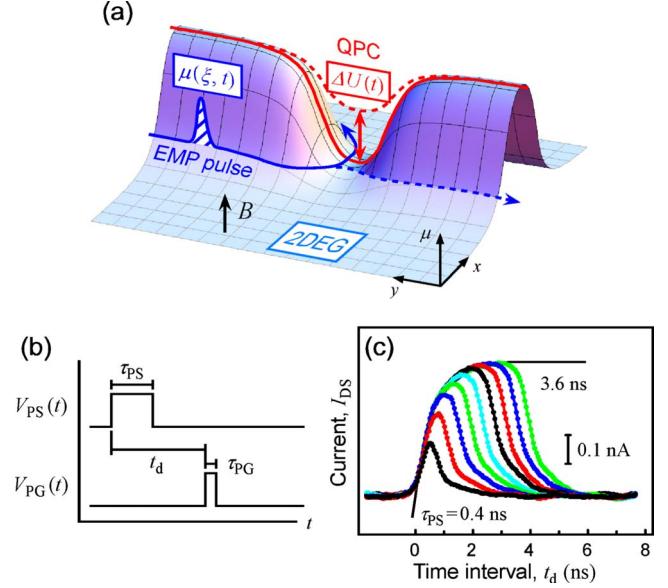 (a)
QPC
ΔU(t)
μ(ξ, t)
EMP pulse
B
2DEG
μ
x
y
(b)
τPS
VPS(t)
td
τPG
VPG(t)
t
(c)
Current, IDS
3.6 ns
0.1 nA
τPS=0.4 ns
0 2 4 6 8
Time interval, td (ns)